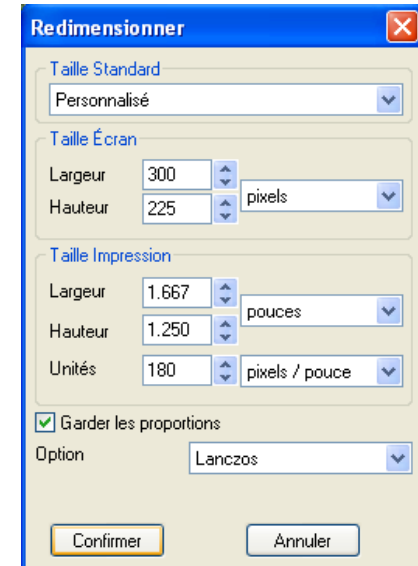 Redimensionner
Taille Standard
Personnalisé
Taille Écran
Largeur 300
pixels
Hauteur 225
Taille Impression
Largeur 1.667
pouces
Hauteur 1.250
Unités 180 pixels / pouce
Garder les proportions
Option Lanczos
Confirmer Annuler